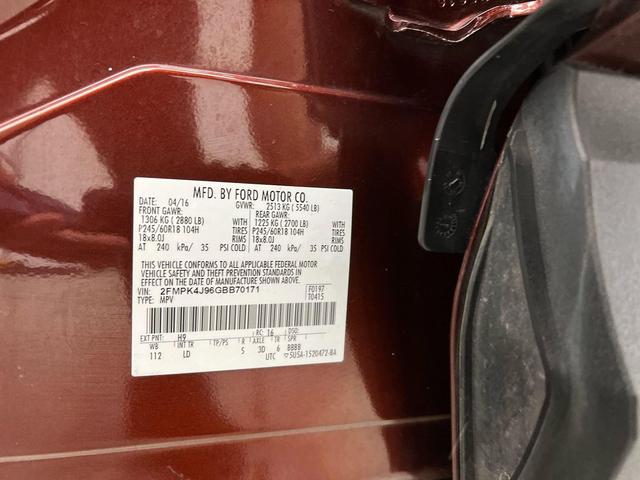 MFD. BY FORD MOTOR CO.
DATE: 04/16 GVWR: 2513 KG ( 5540 LB)
FRONT GAWR: REAR GAWR:
1306 KG ( 2880 LB) WITH 1225 KG ( 2700 LB) WITH
P245/60R18 104H TIRES P245/60R18 104H TIRES
18x8.0J RIMS 18x8.0J RIMS
AT 240 kPa/ 35 PSI COLD AT 240 kPa/ 35 PSI COLD
THIS VEHICLE CONFORMS TO ALL APPLICABLE FEDERAL MOTOR
VEHICLE SAFETY AND THEFT PREVENTION STANDARDS IN
EFFECT ON THE DATE OF MANUFACTURE SHOWN ABOVE.
VIN: 2FMPK4J96GBB70171 F0197
TYPE: MPV T0415
EXT PNT: H9 RC: 16 DSO:
WB INT TR TP/PS R AXLE TR SPR
112 LD S 3D 6 BBBB
UTC ▽5USA-1520472-BA